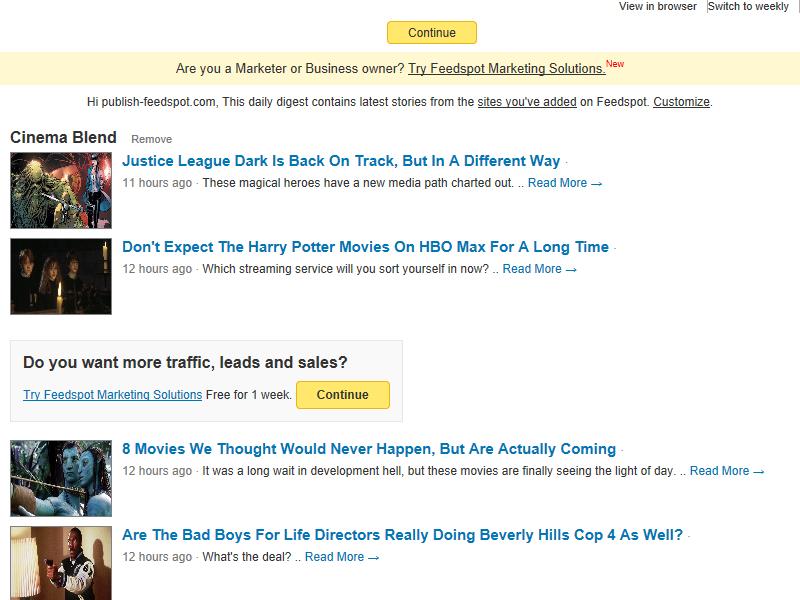 View in browser Switch to weekly
Continue
Are you a Marketer or Business owner? Try Feedspot Marketing Solutions. New
Hi publish-feedspot.com, This daily digest contains latest stories from the sites you've added on Feedspot. Customize.
Cinema Blend Remove
Justice League Dark Is Back On Track, But In A Different Way ·
11 hours ago · These magical heroes have a new media path charted out. .. Read More →
Don't Expect The Harry Potter Movies On HBO Max For A Long Time ·
12 hours ago · Which streaming service will you sort yourself in now? .. Read More →
Do you want more traffic, leads and sales?
Try Feedspot Marketing Solutions Free for 1 week. Continue
8 Movies We Thought Would Never Happen, But Are Actually Coming ·
12 hours ago · It was a long wait in development hell, but these movies are finally seeing the light of day. .. Read More →
Are The Bad Boys For Life Directors Really Doing Beverly Hills Cop 4 As Well? ·
12 hours ago · What's the deal? .. Read More →